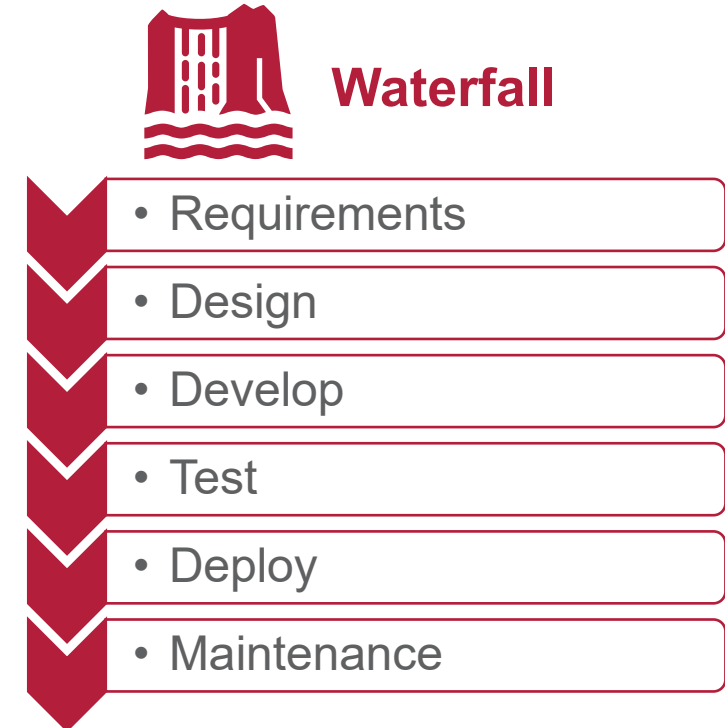 Waterfall
• Requirements
• Design
• Develop
• Test
• Deploy
• Maintenance